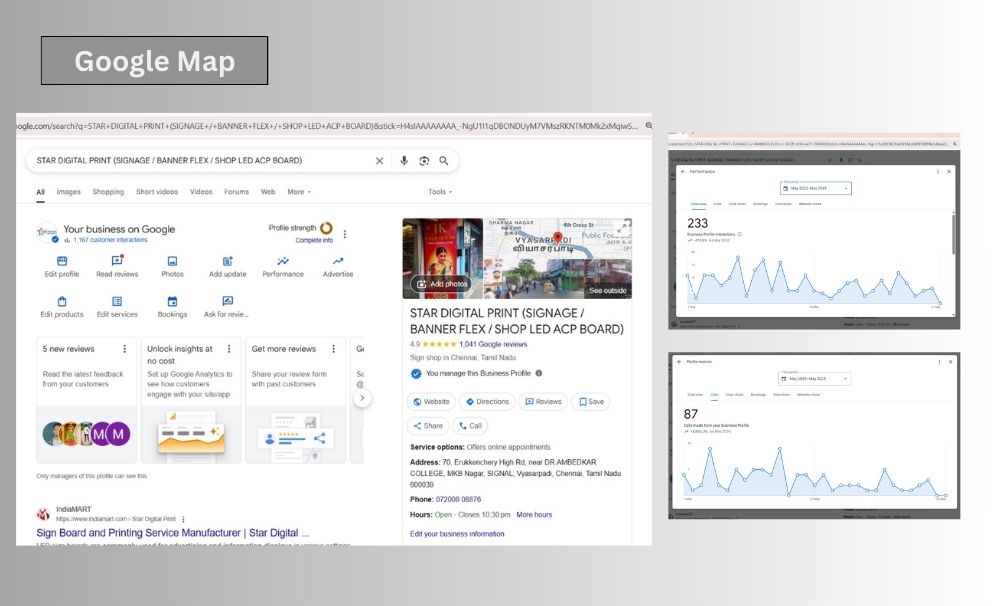 Google Map
oogle.com/search?q=STAR+DIGITAL+PRINT+(SIGNAGE+/+BANNER+FLEX+/+SHOP+LED+ACP+BOARD)&stick=
STAR DIGITAL PRINT (SIGNAGE / BANNER FLEX / SHOP LED ACP BOARD)
All Images Shopping Short videos Videos Forums Web More Tools
Your business on Google
1,167 customer interactions
Profile strength
Complete info
Edit profile Read reviews Photos Add update Performance Advertise
Edit products Edit services Bookings Ask for revie...
5 new reviews
Read the latest feedback
from your customers
M M
Unlock insights at
no cost
Set up Google Analytics to
see how customers
engage with your site/app
Get more reviews
Share your review form
with past customers
Only managers of this profile can see this.
IndiaMART
https://www.indiamart.com › Star Digital Print
Sign Board and Printing Service Manufacturer | Star Digital ...
Add photos
SHARMA NAGAR
4th Cross St
VYASARPADI
வியாசர்பாடி
Public
See outside
STAR DIGITAL PRINT (SIGNAGE /
BANNER FLEX / SHOP LED ACP BOARD)
4.9 ★★★★★ 1,041 Google reviews
Sign shop in Chennai, Tamil Nadu
You manage this Business Profile
Website Directions Reviews Save
Share Call
Service options: Offers online appointments
Address: 70, Erukkenchery High Rd, near DR.AMBEDKAR
COLLEGE, MKB Nagar, SIGNAL, Vyasarpadi, Chennai, Tamil Nadu
600039
Phone: 072008 08876
Hours: Open · Closes 10:30 pm · More hours
Edit your business information
Performance
May 2025–May 2025
Overview Calls Chat clicks Bookings Directions Website clicks
233
Business Profile interactions
Performance
May 2025–May 2025
Overview Calls Chat clicks Bookings Directions Website clicks
87
Calls made from your Business Profile